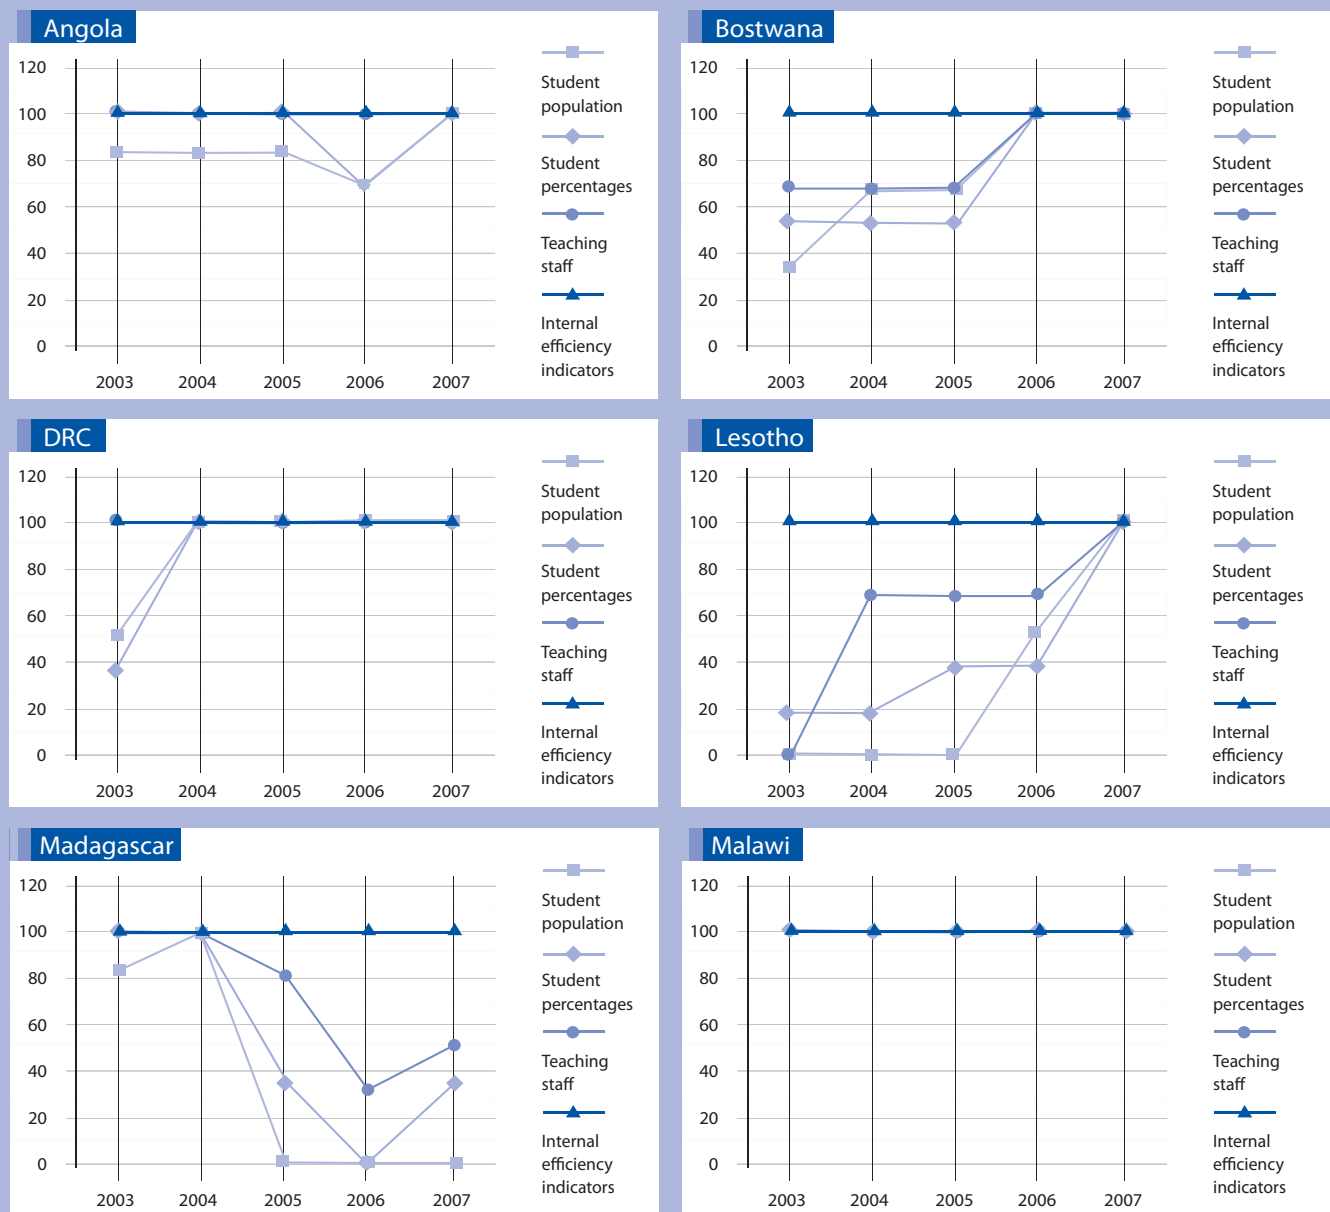 Angola
120
100
80
60
40
20
0
2003 2004 2005 2006 2007
Student
population
Student
percentages
Teaching
staff
Internal
efficiency
indicators
Bostwana
120
100
80
60
40
20
0
2003 2004 2005 2006 2007
Student
population
Student
percentages
Teaching
staff
Internal
efficiency
indicators
DRC
120
100
80
60
40
20
0
2003 2004 2005 2006 2007
Student
population
Student
percentages
Teaching
staff
Internal
efficiency
indicators
Lesotho
120
100
80
60
40
20
0
2003 2004 2005 2006 2007
Student
population
Student
percentages
Teaching
staff
Internal
efficiency
indicators
Madagascar
120
100
80
60
40
20
0
2003 2004 2005 2006 2007
Student
population
Student
percentages
Teaching
staff
Internal
efficiency
indicators
Malawi
120
100
80
60
40
20
0
2003 2004 2005 2006 2007
Student
population
Student
percentages
Teaching
staff
Internal
efficiency
indicators